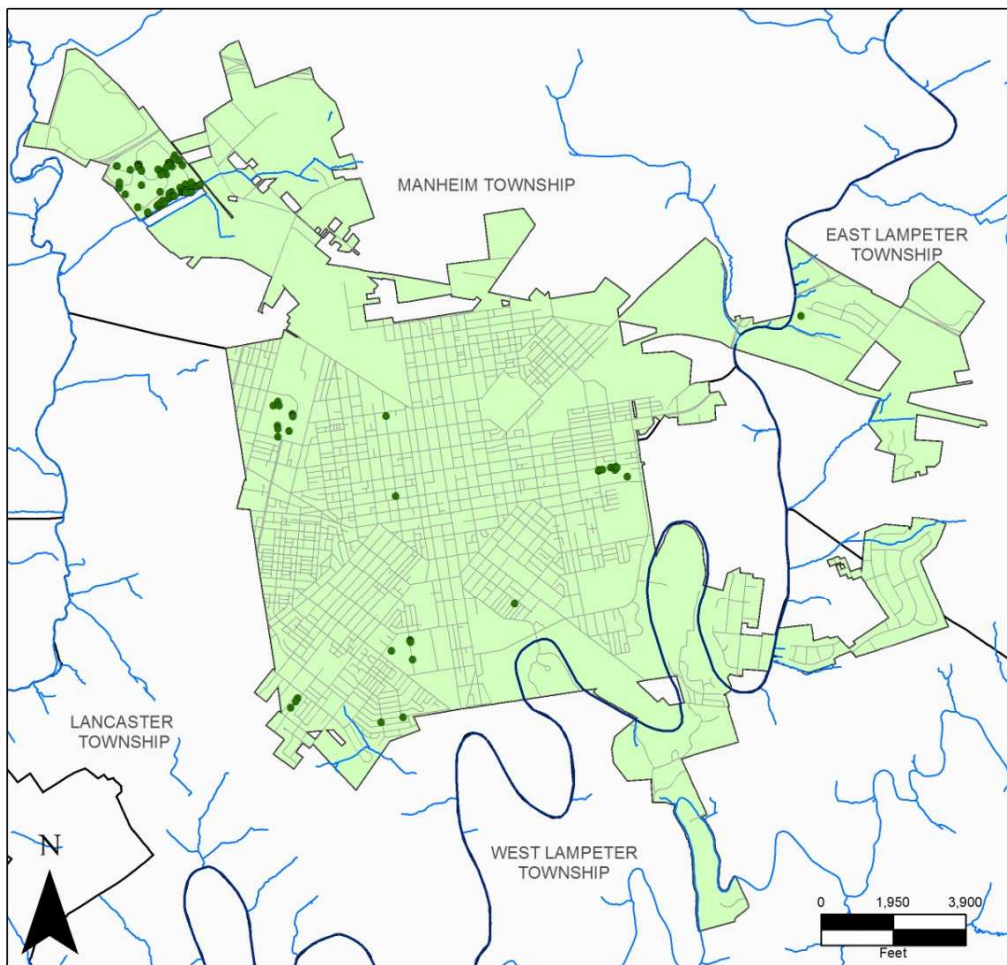 MANHEIM TOWNSHIP
EAST LAMPETER
TOWNSHIP
LANCASTER
TOWNSHIP
WEST LAMPETER
TOWNSHIP
N
0 1,950 3,900
Feet